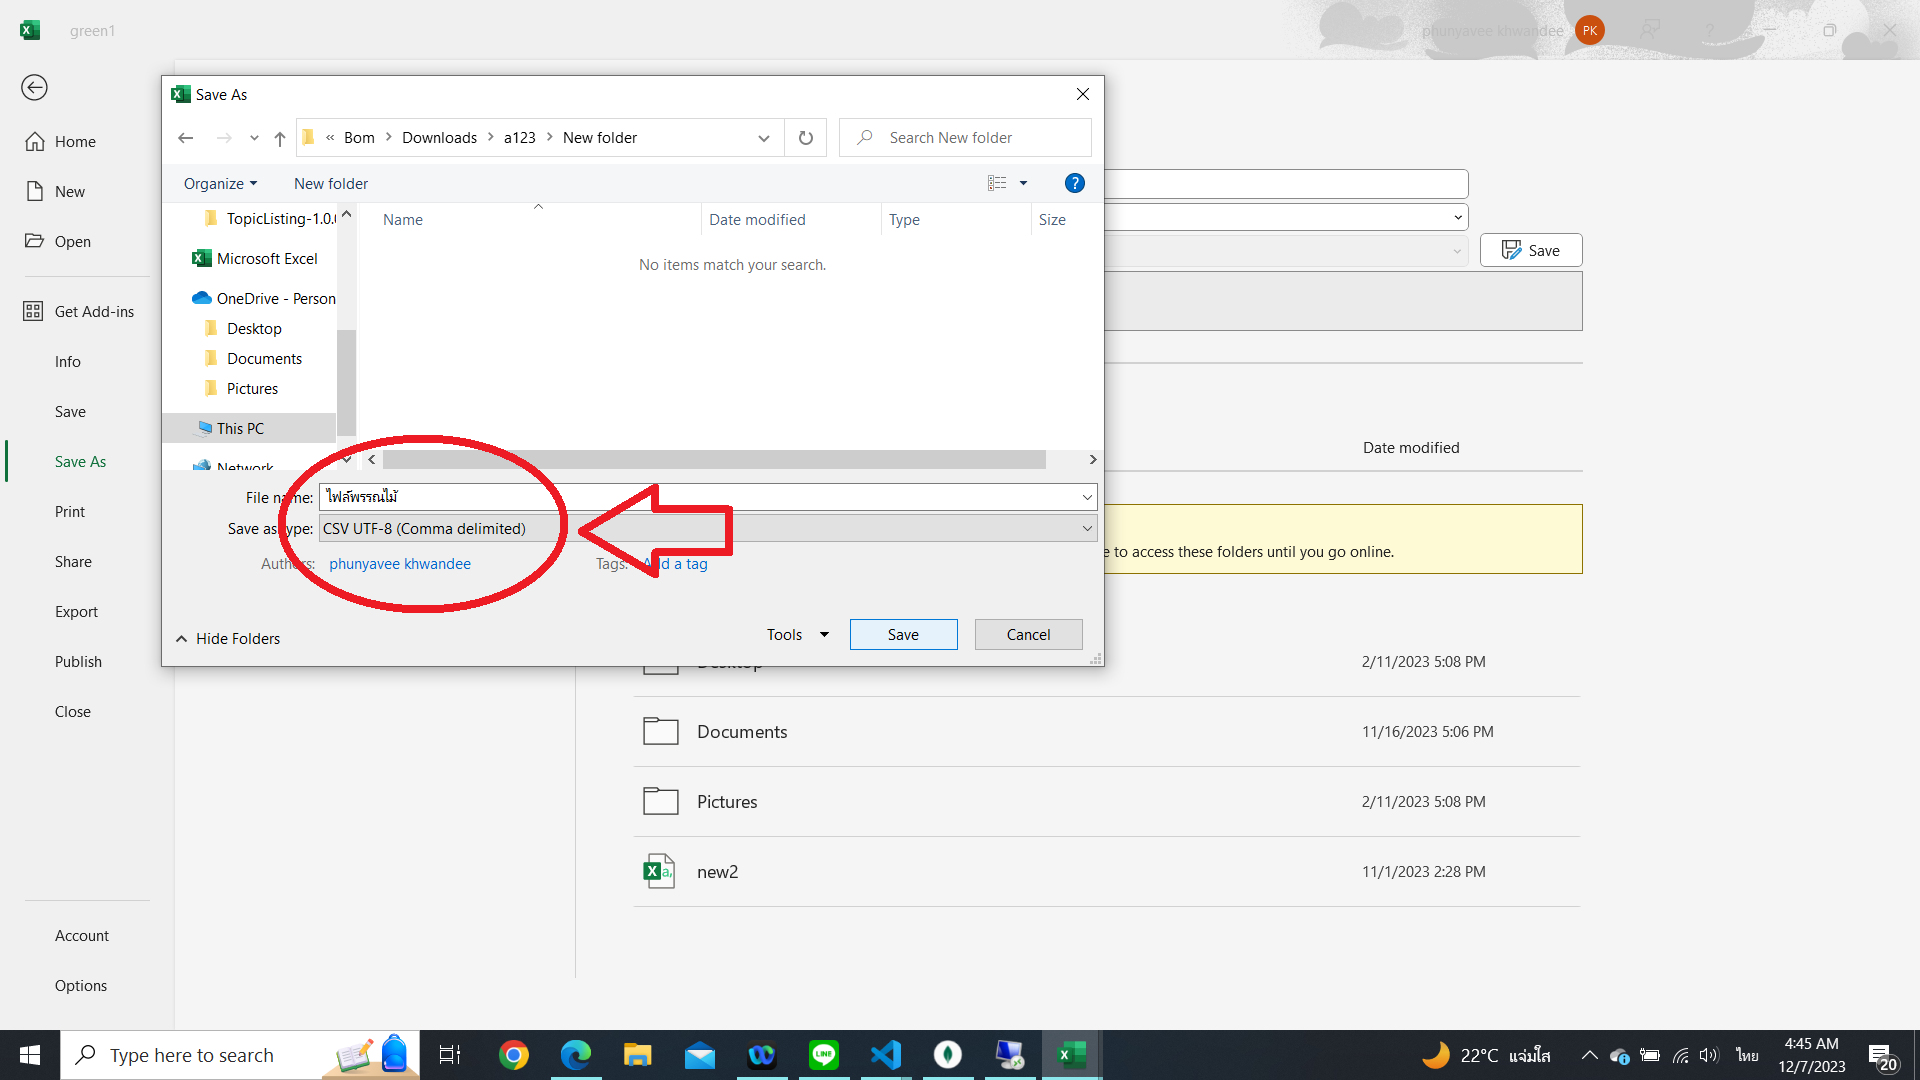 green1
phunyavee khwandee
PK
Home
New
Open
Get Add-ins
Info
Save
Save As
Print
Share
Export
Publish
Close
Account
Options
Save As
« Bom > Downloads > a123 > New folder
Search New folder
Organize
New folder
?
TopicListing-1.0.
Microsoft Excel
OneDrive - Person
Desktop
Documents
Pictures
This PC
Network
Name
Date modified
Type
Size
No items match your search.
File name: ไฟล์พรรณไม้
Save as type: CSV UTF-8 (Comma delimited)
Authors: phunyavee khwandee
Tags: Add a tag
Hide Folders
Tools
Save
Cancel
Save
Date modified
e to access these folders until you go online.
Desktop
2/11/2023 5:08 PM
Documents
11/16/2023 5:06 PM
Pictures
2/11/2023 5:08 PM
new2
11/1/2023 2:28 PM
Type here to search
LINE
22°C แจ่มใส
ไทย
4:45 AM
12/7/2023
20